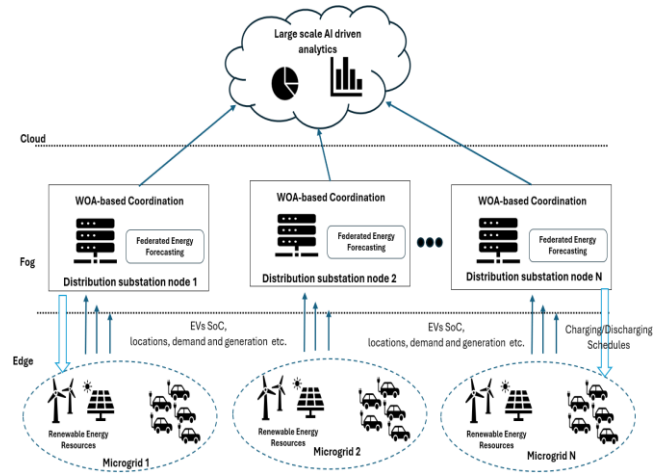 Large scale AI driven
analytics
Cloud
WOA-based Coordination
Federated Energy
Forecasting
Distribution substation node 1
WOA-based Coordination
Federated Energy
Forecasting
Distribution substation node 2
WOA-based Coordination
Federated Energy
Forecasting
Distribution substation node N
Fog
EVs SoC,
locations, demand and generation etc.
EVs SoC,
locations, demand and generation etc.
Charging/Discharging
Schedules
Edge
Renewable Energy
Resources
Microgrid 1
Renewable Energy
Resources
Microgrid 2
Renewable Energy
Resources
Microgrid N